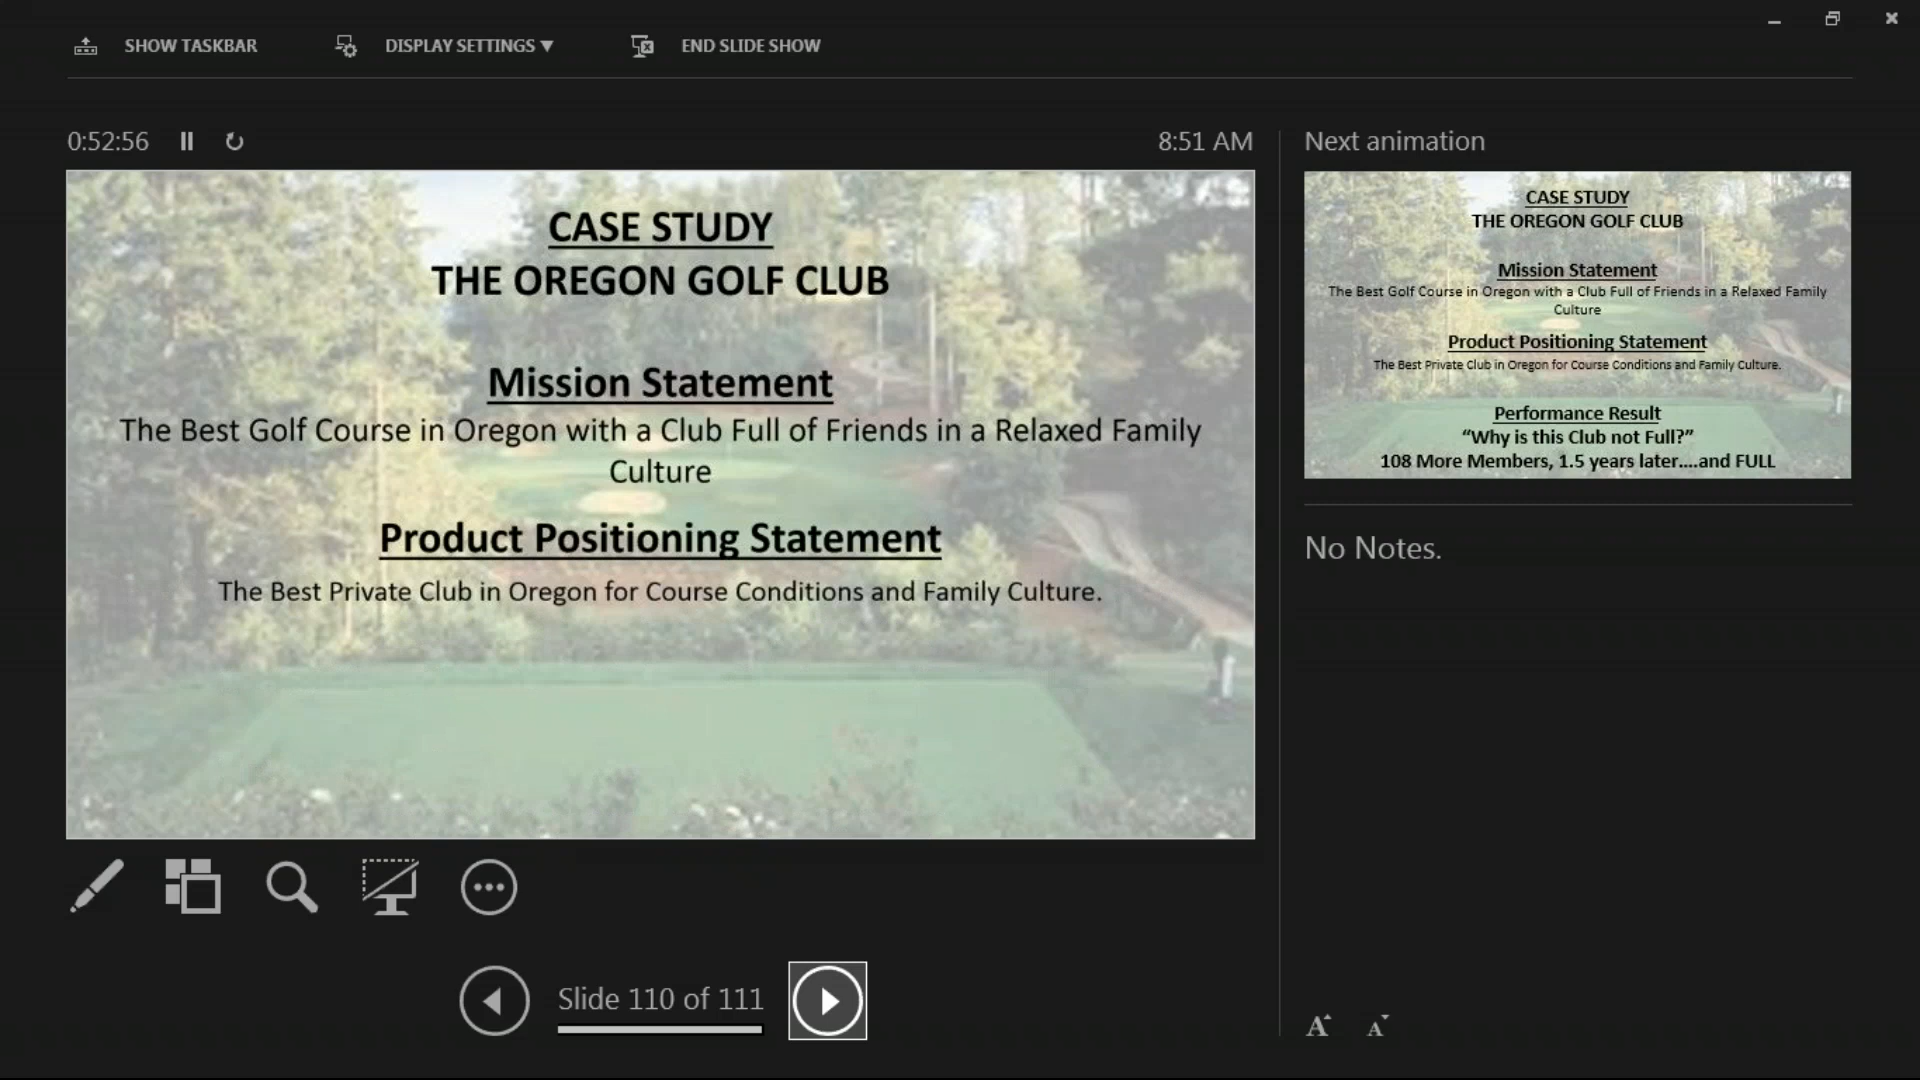 SHOW TASKBAR
DISPLAY SETTINGS ▼
END SLIDE SHOW
0:52:56
8:51 AM
CASE STUDY
THE OREGON GOLF CLUB
Mission Statement
The Best Golf Course in Oregon with a Club Full of Friends in a Relaxed Family
Culture
Product Positioning Statement
The Best Private Club in Oregon for Course Conditions and Family Culture.
Slide 110 of 111
Next animation
CASE STUDY
THE OREGON GOLF CLUB
Mission Statement
The Best Golf Course in Oregon with a Club Full of Friends in a Relaxed Family
Culture
Product Positioning Statement
The Best Private Club in Oregon for Course Conditions and Family Culture.
Performance Result
“Why is this Club not Full?”
108 More Members, 1.5 years later....and FULL
No Notes.
A A